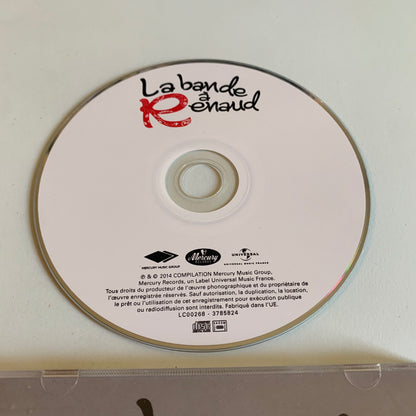 La bande
à
Renaud
MERCURY MUSIC GROUP
Mercury
RECORDS
UNIVERSAL
UNIVERSAL MUSIC FRANCE
℗ & © 2014 COMPILATION Mercury Music Group,
Mercury Records, un Label Universal Music France.
Tous droits du producteur de l'œuvre phonographique et du propriétaire de
l'œuvre enregistrée réservés. Sauf autorisation, la duplication, la location,
le prêt ou l'utilisation de cet enregistrement pour exécution publique
ou radiodiffusion sont interdits. Fabriqué dans l'UE.
LC00268 - 3785824